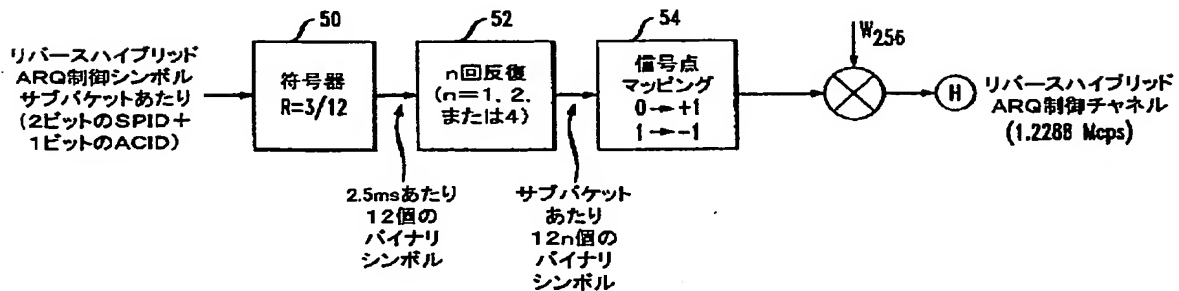 リバースハイブリッド
ARQ制御シンボル
サブパケットあたり
(2ビットのSPID+
1ビットのACID)
50
符号器
R=3/12
2.5msあたり
12個の
バイナリ
シンボル
52
n回反復
(n=1、2、
または4)
サブパケット
あたり
12n個の
バイナリ
シンボル
54
信号点
マッピング
0→+1
1→-1
W256
H
リバースハイブリッド
ARQ制御チャネル
(1.2288 Mcps)